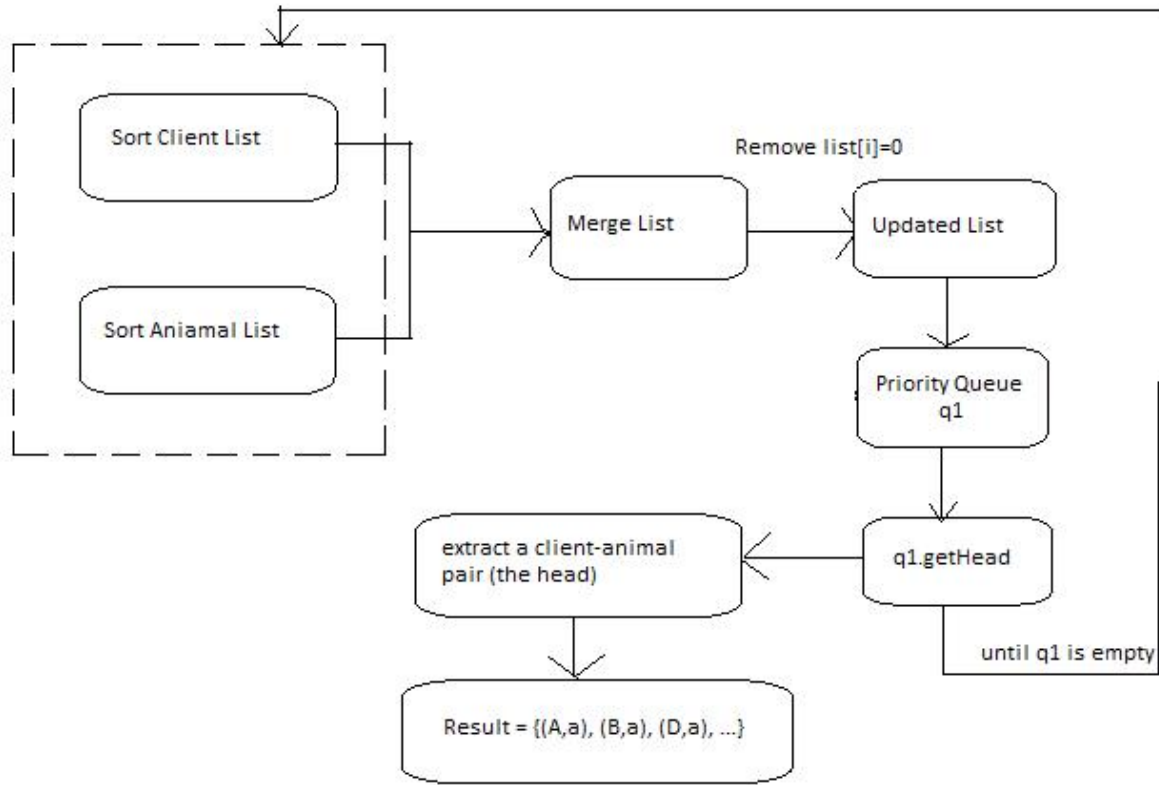 Sort Client List
Remove list[i]=0
Merge List
Updated List
Sort Aniamal List
Priority Queue
q1
extract a client-animal
pair (the head)
q1.getHead
until q1 is empty
Result = {(A,a), (B,a), (D,a), ...}